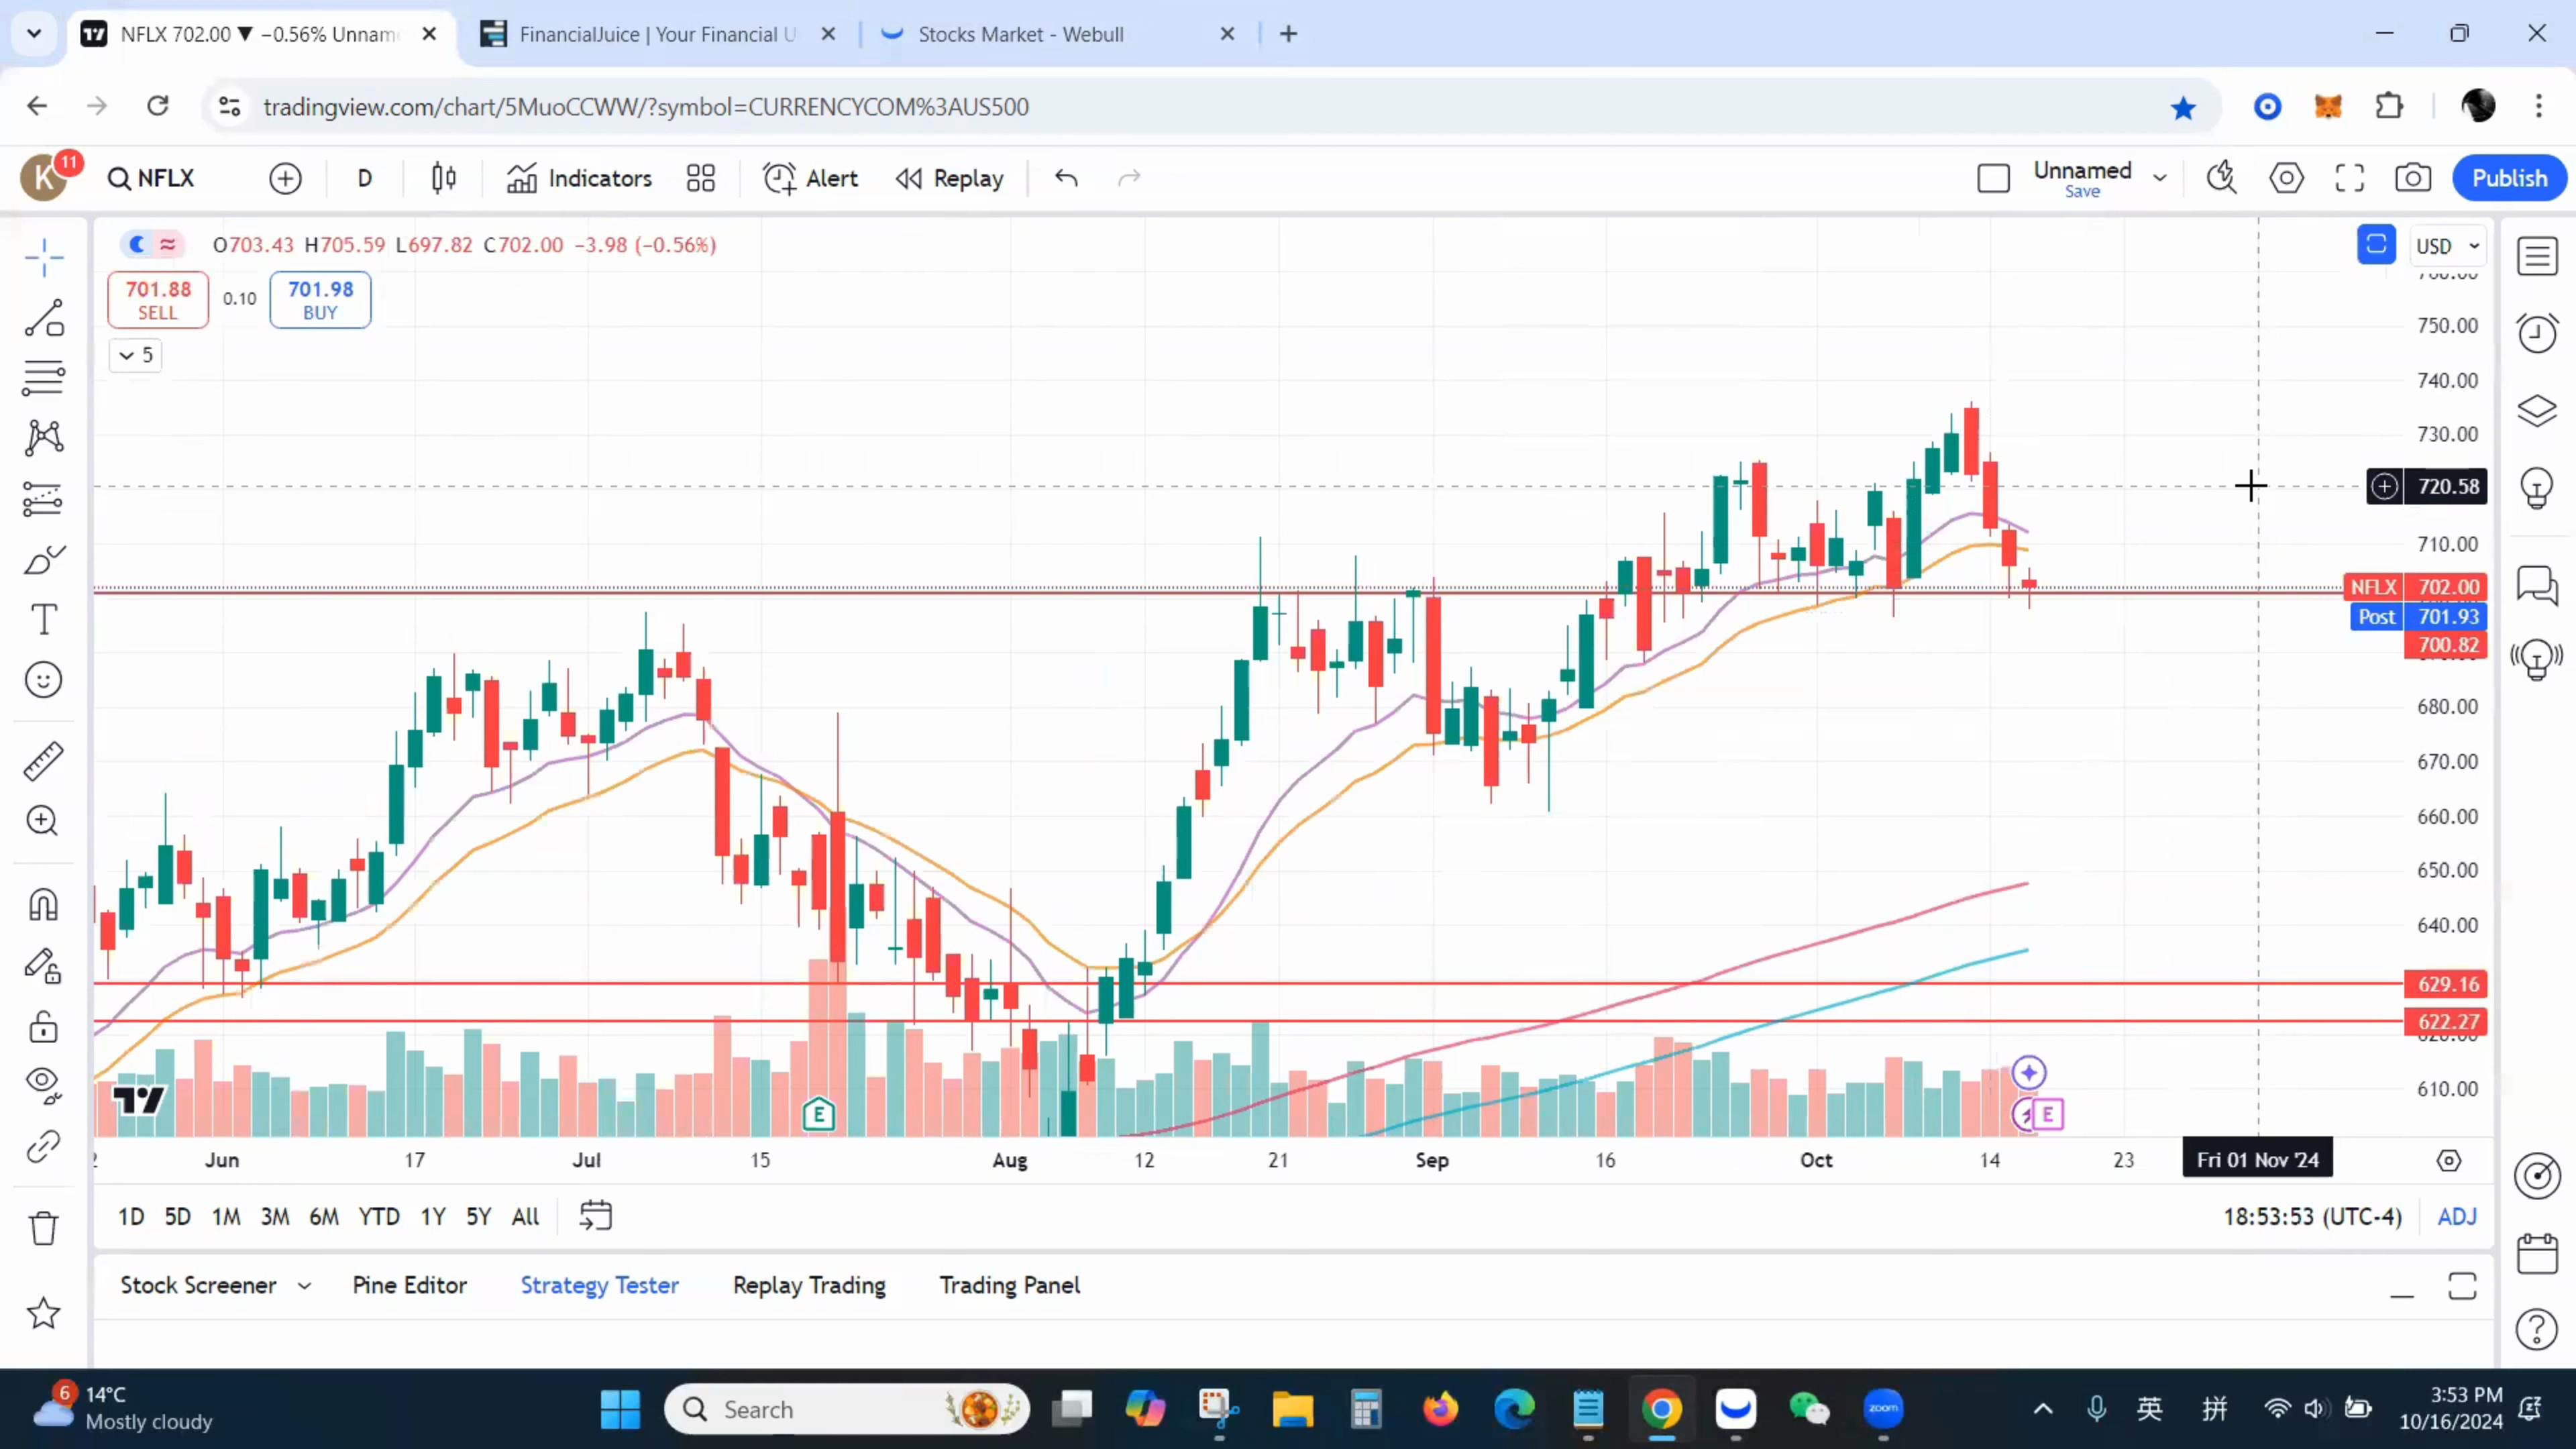 NFLX 702.00 ▼ −0.56% Unnam
FinancialJuice | Your Financial U
Stocks Market - Webull
tradingview.com/chart/5MuoCCWW/?symbol=CURRENCYCOM%3AUS500
K 11 NFLX D Indicators Alert Replay Unnamed Save Publish
O703.43 H705.59 L697.82 C702.00 −3.98 (−0.56%)
USD
701.88 SELL 0.10 701.98 BUY
5
750.00
740.00
730.00
720.58
710.00
NFLX 702.00
Post 701.93
700.82
680.00
670.00
660.00
650.00
640.00
629.16
622.27
610.00
E E
Jun 17 Jul 15 Aug 12 21 Sep 16 Oct 14 23 Fri 01 Nov '24
1D 5D 1M 3M 6M YTD 1Y 5Y All 18:53:53 (UTC-4) ADJ
Stock Screener Pine Editor Strategy Tester Replay Trading Trading Panel
6 14°C
Mostly cloudy
Search
zoom
英 拼
3:53 PM
10/16/2024